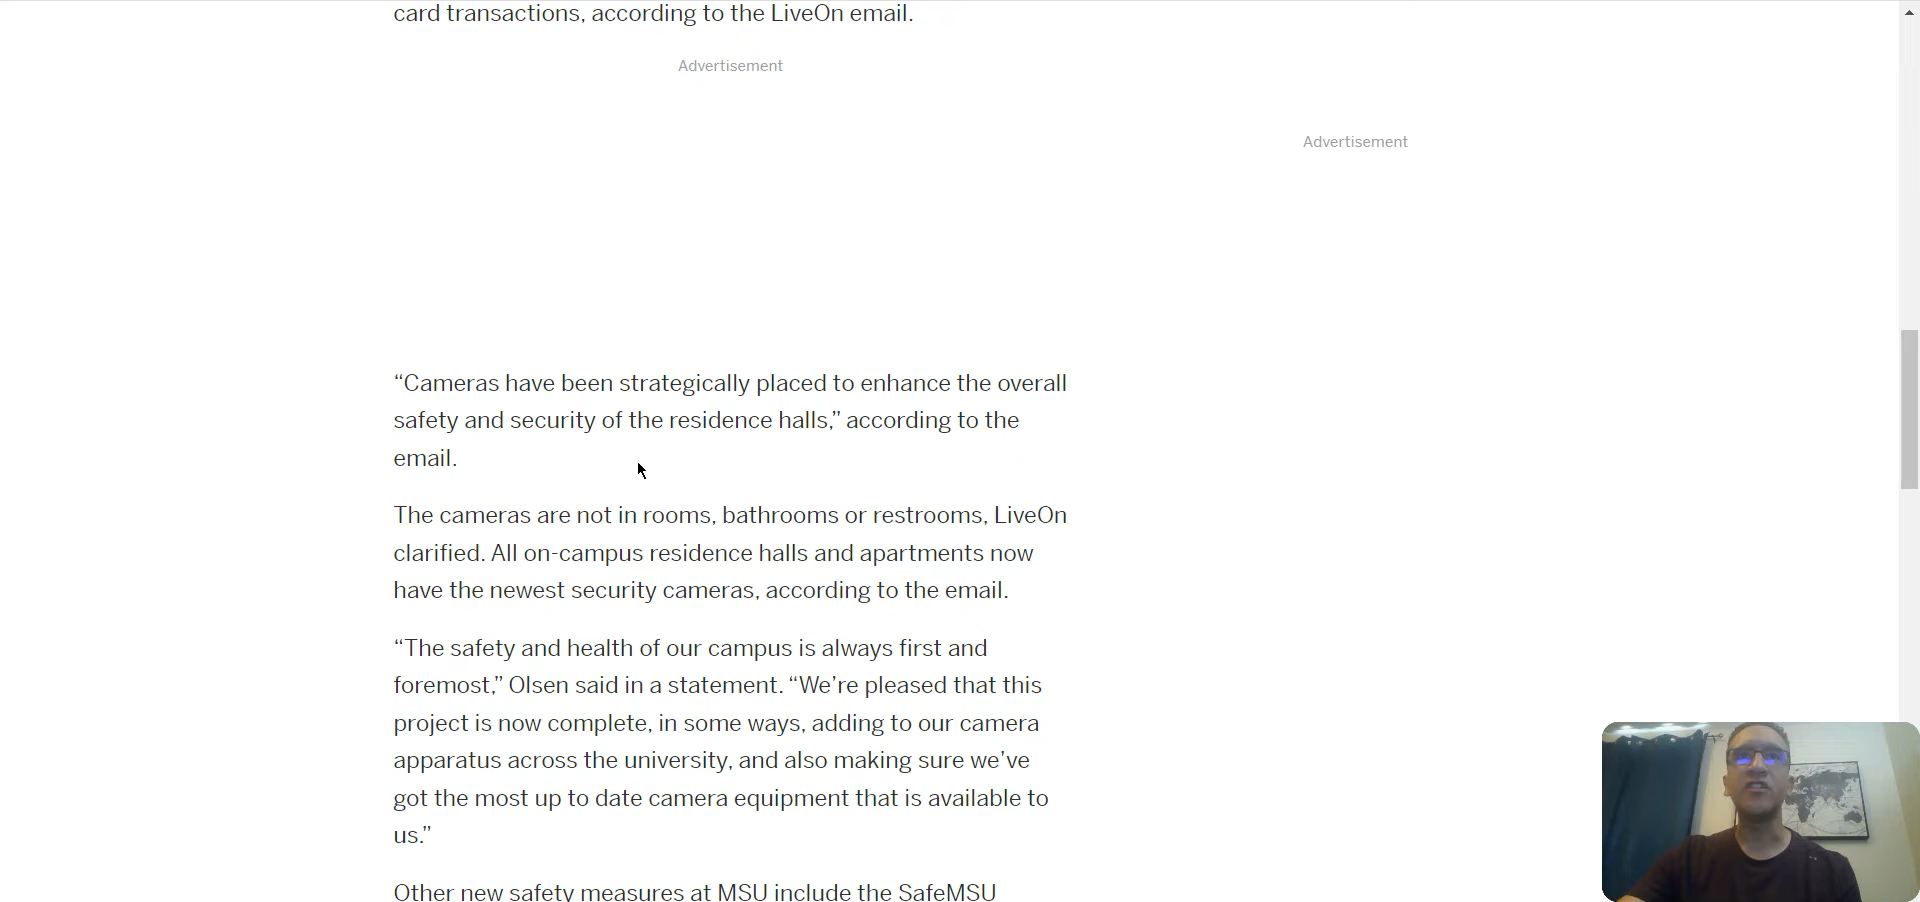 card transactions, according to the LiveOn email.
Advertisement
Advertisement
“Cameras have been strategically placed to enhance the overall
safety and security of the residence halls,” according to the
email.
The cameras are not in rooms, bathrooms or restrooms, LiveOn
clarified. All on-campus residence halls and apartments now
have the newest security cameras, according to the email.
“The safety and health of our campus is always first and
foremost,” Olsen said in a statement. “We’re pleased that this
project is now complete, in some ways, adding to our camera
apparatus across the university, and also making sure we’ve
got the most up to date camera equipment that is available to
us.”
Other new safety measures at MSU include the SafeMSU